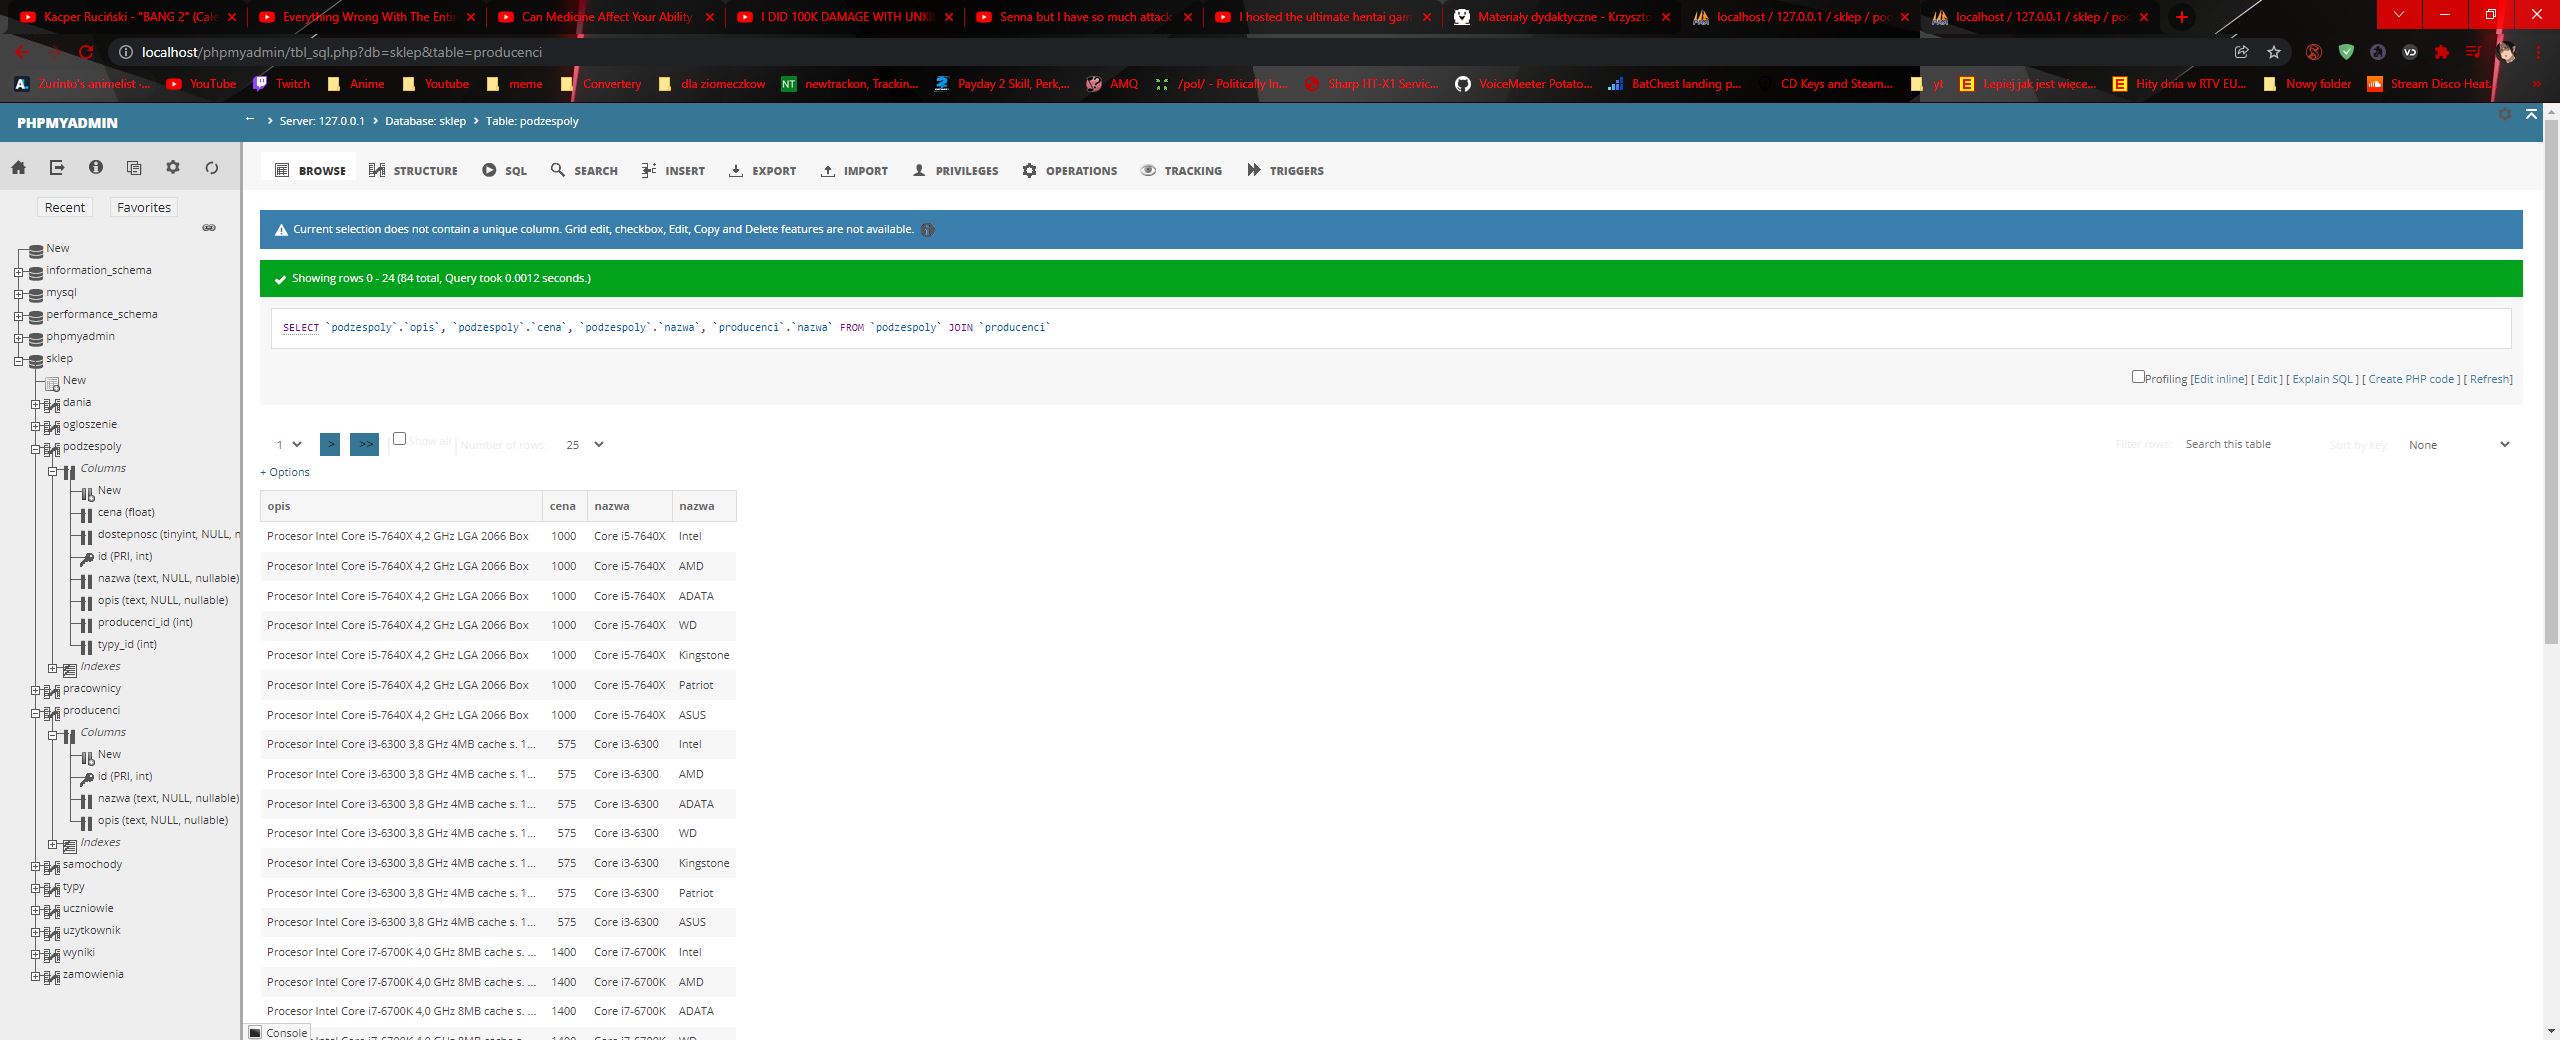 Kacper Ruciński - "BANG 2" (Całe
Everything Wrong With The Entir
Can Medicine Affect Your Ability
I DID 100K DAMAGE WITH UNKI
Senna but I have so much attack
I hosted the ultimate hentai gam
Materiały dydaktyczne - Krzyszto
localhost / 127.0.0.1 / sklep / poc
localhost / 127.0.0.1 / sklep / poc
localhost/phpmyadmin/tbl_sql.php?db=sklep&table=producenci
Zurinto's animelist ·...
YouTube
Twitch
Anime
Youtube
meme
Convertery
dla ziomeczkow
NT newtrackon, Trackin...
Payday 2 Skill, Perk,...
AMQ
/pol/ - Politically In...
Sharp HT-X1 Servic...
VoiceMeeter Potato...
BatChest landing p...
CD Keys and Steam...
yt
Lepiej jak jest więce...
Hity dnia w RTV EU...
Nowy folder
Stream Disco Heat...
PHPMYADMIN
Server: 127.0.0.1 Database: sklep Table: podzespoly
BROWSE STRUCTURE SQL SEARCH INSERT EXPORT IMPORT PRIVILEGES OPERATIONS TRACKING TRIGGERS
Recent Favorites
New
information_schema
mysql
performance_schema
phpmyadmin
sklep
New
dania
ogloszenie
podzespoly
Columns
New
cena (float)
dostepnosc (tinyint, NULL, n
id (PRI, int)
nazwa (text, NULL, nullable)
opis (text, NULL, nullable)
producenci_id (int)
typy_id (int)
Indexes
pracownicy
producenci
Columns
New
id (PRI, int)
nazwa (text, NULL, nullable)
opis (text, NULL, nullable)
Indexes
samochody
typy
uczniowie
uzytkownik
wyniki
zamowienia
Current selection does not contain a unique column. Grid edit, checkbox, Edit, Copy and Delete features are not available.
Showing rows 0 - 24 (84 total, Query took 0.0012 seconds.)
SELECT `podzespoly`.`opis`, `podzespoly`.`cena`, `podzespoly`.`nazwa`, `producenci`.`nazwa` FROM `podzespoly` JOIN `producenci`
Profiling [Edit inline] [ Edit ] [ Explain SQL ] [ Create PHP code ] [ Refresh]
1 > >> Show all Number of rows: 25 Filter rows: Search this table Sort by key: None
+ Options
opis cena nazwa nazwa
Procesor Intel Core i5-7640X 4,2 GHz LGA 2066 Box 1000 Core i5-7640X Intel
Procesor Intel Core i5-7640X 4,2 GHz LGA 2066 Box 1000 Core i5-7640X AMD
Procesor Intel Core i5-7640X 4,2 GHz LGA 2066 Box 1000 Core i5-7640X ADATA
Procesor Intel Core i5-7640X 4,2 GHz LGA 2066 Box 1000 Core i5-7640X WD
Procesor Intel Core i5-7640X 4,2 GHz LGA 2066 Box 1000 Core i5-7640X Kingstone
Procesor Intel Core i5-7640X 4,2 GHz LGA 2066 Box 1000 Core i5-7640X Patriot
Procesor Intel Core i5-7640X 4,2 GHz LGA 2066 Box 1000 Core i5-7640X ASUS
Procesor Intel Core i3-6300 3,8 GHz 4MB cache s. 1... 575 Core i3-6300 Intel
Procesor Intel Core i3-6300 3,8 GHz 4MB cache s. 1... 575 Core i3-6300 AMD
Procesor Intel Core i3-6300 3,8 GHz 4MB cache s. 1... 575 Core i3-6300 ADATA
Procesor Intel Core i3-6300 3,8 GHz 4MB cache s. 1... 575 Core i3-6300 WD
Procesor Intel Core i3-6300 3,8 GHz 4MB cache s. 1... 575 Core i3-6300 Kingstone
Procesor Intel Core i3-6300 3,8 GHz 4MB cache s. 1... 575 Core i3-6300 Patriot
Procesor Intel Core i3-6300 3,8 GHz 4MB cache s. 1... 575 Core i3-6300 ASUS
Procesor Intel Core i7-6700K 4,0 GHz 8MB cache s. ... 1400 Core i7-6700K Intel
Procesor Intel Core i7-6700K 4,0 GHz 8MB cache s. ... 1400 Core i7-6700K AMD
Procesor Intel Core i7-6700K 4,0 GHz 8MB cache s. ... 1400 Core i7-6700K ADATA
Console